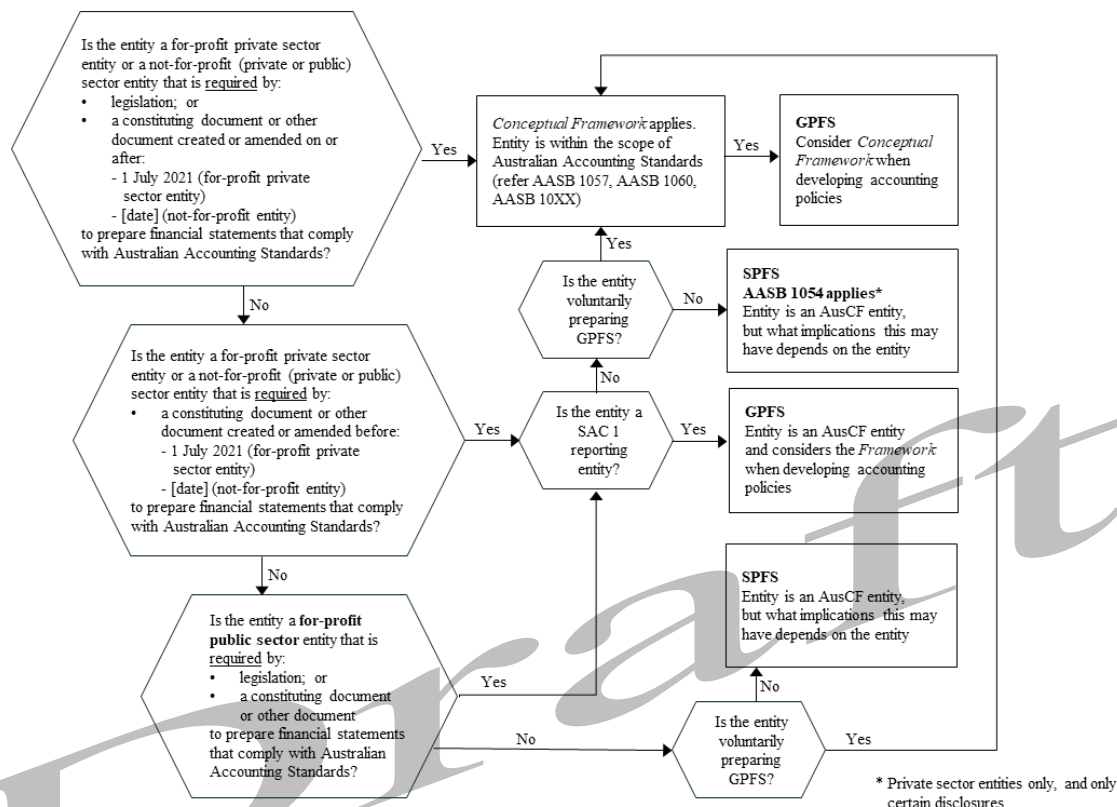 Is the entity a for-profit private sector
entity or a not-for-profit (private or public)
sector entity that is required by:
• legislation; or
• a constituting document or other
document created or amended on or
after:
- 1 July 2021 (for-profit private
sector entity)
- [date] (not-for-profit entity)
to prepare financial statements that comply
with Australian Accounting Standards?
Yes
Conceptual Framework applies.
Entity is within the scope of
Australian Accounting Standards
(refer AASB 1057, AASB 1060,
AASB 10XX)
Yes
GPFS
Consider Conceptual
Framework when
developing accounting
policies
No
Yes
Is the entity
voluntarily
preparing
GPFS?
No
SPFS
AASB 1054 applies*
Entity is an AusCF entity,
but what implications this may
have depends on the entity
Is the entity a for-profit private sector
entity or a not-for-profit (private or public)
sector entity that is required by:
• a constituting document or other
document created or amended before:
- 1 July 2021 (for-profit private
sector entity)
- [date] (not-for-profit entity)
to prepare financial statements that comply
with Australian Accounting Standards?
Yes
No
Is the entity a
SAC 1
reporting
entity?
Yes
GPFS
Entity is an AusCF entity
and considers the Framework
when developing accounting
policies
No
Is the entity a for-profit
public sector entity that is
required by:
• legislation; or
• a constituting document
or other document
to prepare financial statements
that comply with Australian
Accounting Standards?
Yes
No
SPFS
Entity is an AusCF entity,
but what implications this may
have depends on the entity
No
Is the entity
voluntarily
preparing
GPFS?
Yes
* Private sector entities only, and only
certain disclosures
Draft